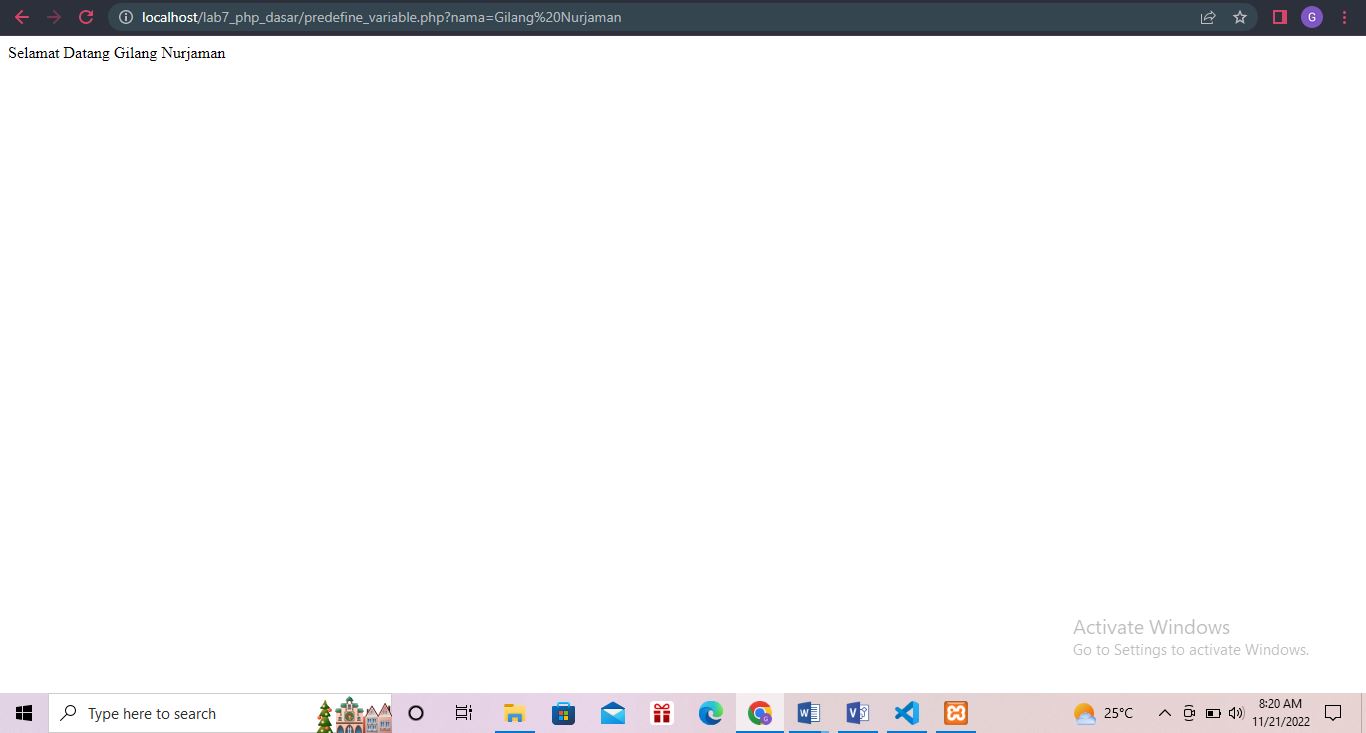 localhost/lab7_php_dasar/predefine_variable.php?nama=Gilang%20Nurjaman
G
Selamat Datang Gilang Nurjaman
Activate Windows
Go to Settings to activate Windows.
Type here to search
25°C
8:20 AM
11/21/2022